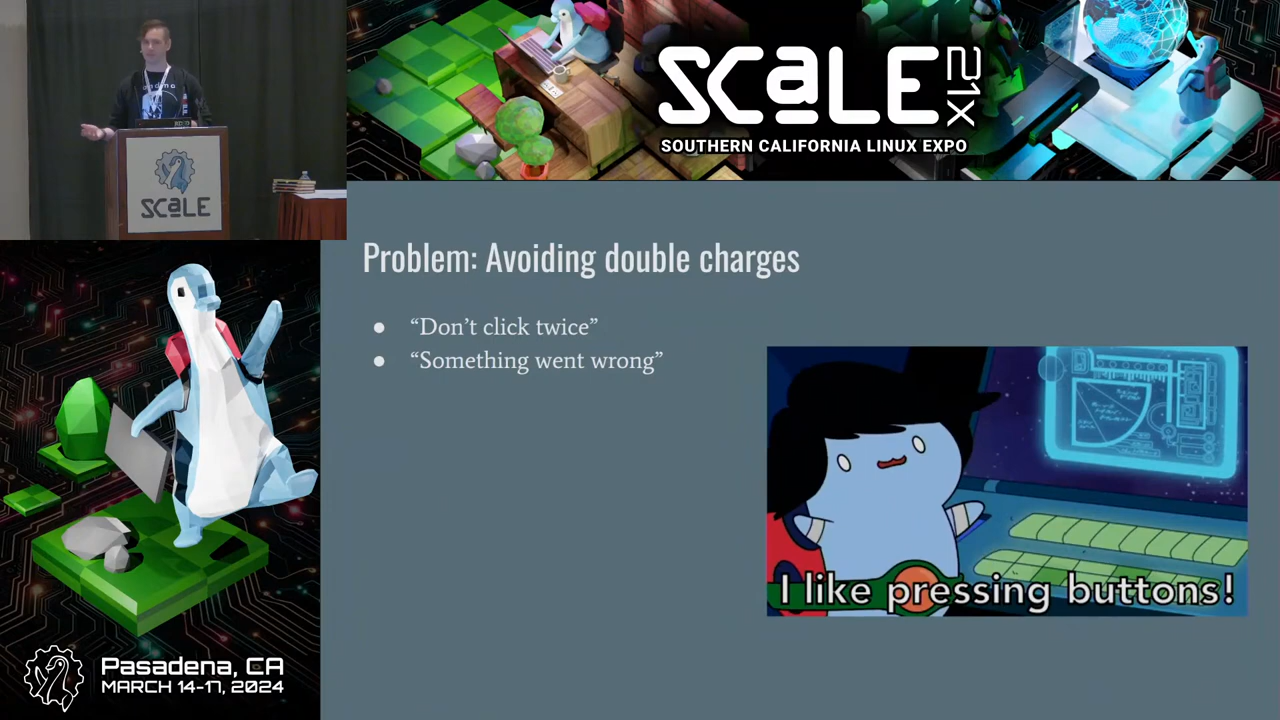 SCALE
21X
SOUTHERN CALIFORNIA LINUX EXPO
SCALE
Problem: Avoiding double charges
● “Don’t click twice”
● “Something went wrong”
I like pressing buttons!
Pasadena, CA
MARCH 14-17, 2024